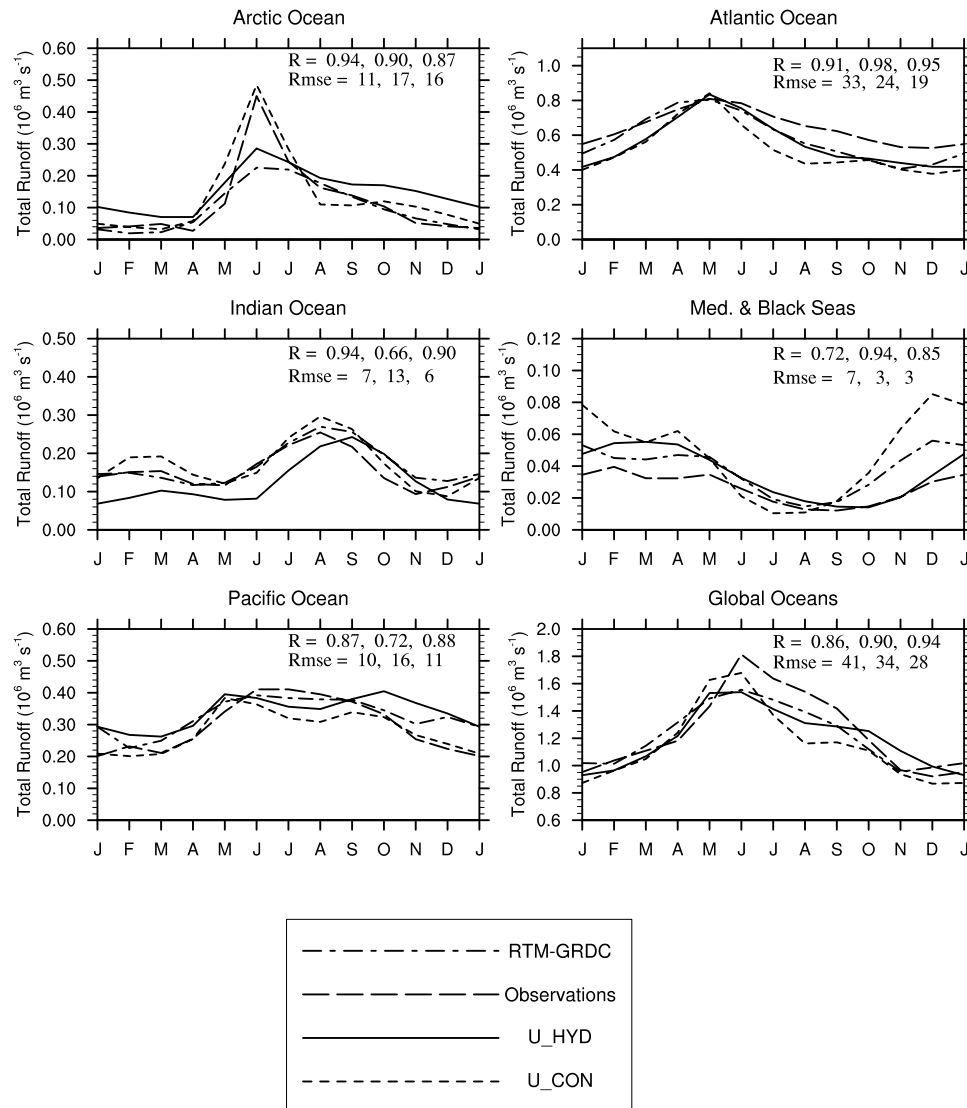 Arctic Ocean
Total Runoff (10⁶ m³ s⁻¹)
0.60
0.50
0.40
0.30
0.20
0.10
0.00
R = 0.94, 0.90, 0.87
Rmse = 11, 17, 16
J F M A M J J A S O N D J
Atlantic Ocean
Total Runoff (10⁶ m³ s⁻¹)
1.0
0.8
0.6
0.4
0.2
0.0
R = 0.91, 0.98, 0.95
Rmse = 33, 24, 19
J F M A M J J A S O N D J
Indian Ocean
Total Runoff (10⁶ m³ s⁻¹)
0.50
0.40
0.30
0.20
0.10
0.00
R = 0.94, 0.66, 0.90
Rmse = 7, 13, 6
J F M A M J J A S O N D J
Med. & Black Seas
Total Runoff (10⁶ m³ s⁻¹)
0.12
0.10
0.08
0.06
0.04
0.02
0.00
R = 0.72, 0.94, 0.85
Rmse = 7, 3, 3
J F M A M J J A S O N D J
Pacific Ocean
Total Runoff (10⁶ m³ s⁻¹)
0.60
0.50
0.40
0.30
0.20
0.10
0.00
R = 0.87, 0.72, 0.88
Rmse = 10, 16, 11
J F M A M J J A S O N D J
Global Oceans
Total Runoff (10⁶ m³ s⁻¹)
2.0
1.8
1.6
1.4
1.2
1.0
0.8
0.6
R = 0.86, 0.90, 0.94
Rmse = 41, 34, 28
J F M A M J J A S O N D J
RTM-GRDC
Observations
U_HYD
U_CON